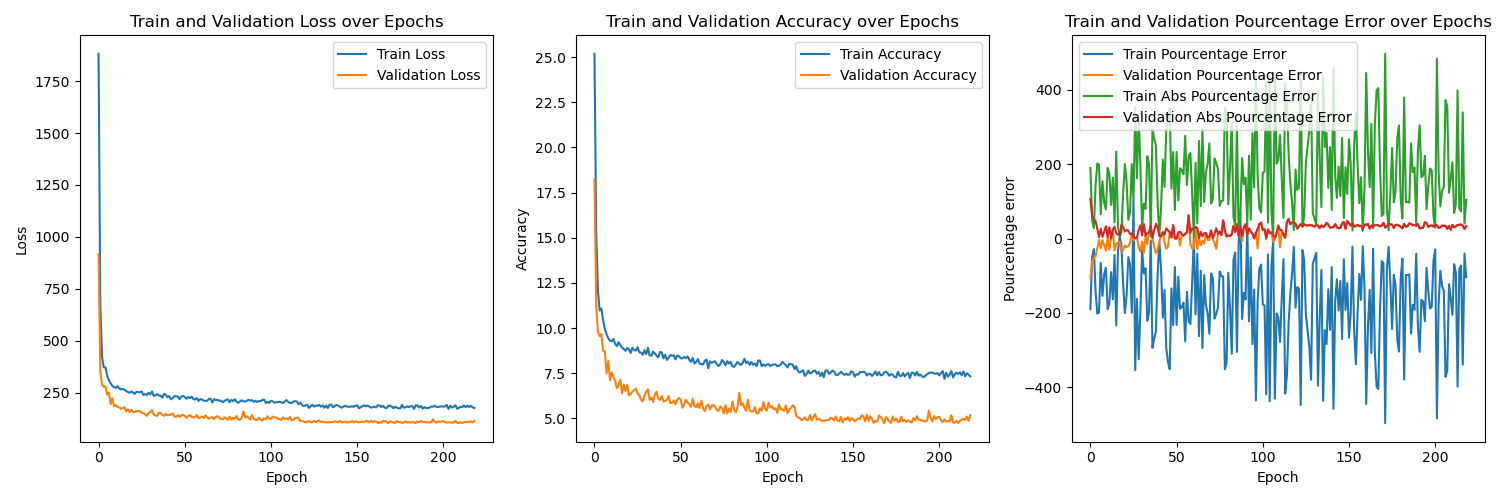 Train and Validation Loss over Epochs
Train Loss
Validation Loss
1750
1500
1250
1000
750
500
250
Loss
0
50
100
150
200
Epoch
Train and Validation Accuracy over Epochs
Train Accuracy
Validation Accuracy
25.0
22.5
20.0
17.5
15.0
12.5
10.0
7.5
5.0
Accuracy
0
50
100
150
200
Epoch
Train and Validation Pourcentage Error over Epochs
Train Pourcentage Error
Validation Pourcentage Error
Train Abs Pourcentage Error
Validation Abs Pourcentage Error
400
200
0
−200
−400
Pourcentage error
0
50
100
150
200
Epoch